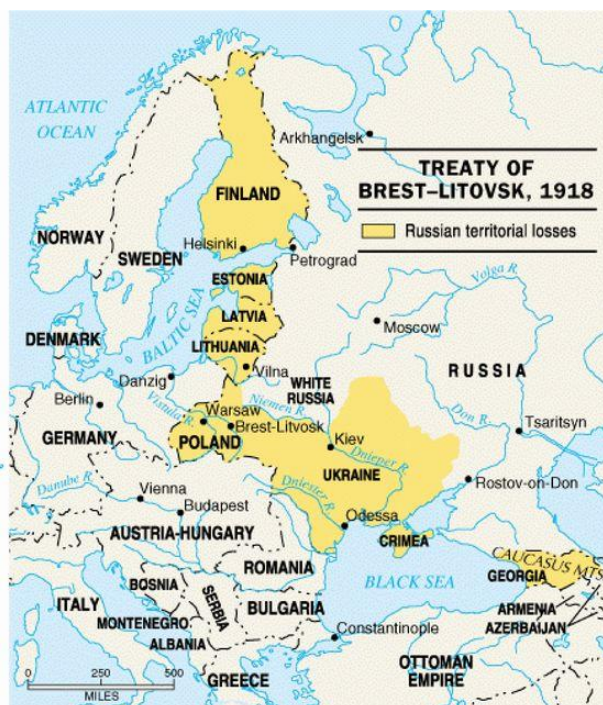 ATLANTIC
OCEAN
Arkhangelsk
TREATY OF
BREST–LITOVSK, 1918
Russian territorial losses
FINLAND
NORWAY
SWEDEN
Helsinki
Petrograd
ESTONIA
Volga R.
LATVIA
BALTIC SEA
Moscow
DENMARK
LITHUANIA
RUSSIA
Vilna
Danzig
WHITE
RUSSIA
Berlin
Vistula R.
Warsaw
Niemen R.
Don R.
Tsaritsyn
Brest-Litvosk
GERMANY
POLAND
Kiev
Dnieper R.
UKRAINE
Danube R.
Dniester R.
Rostov-on-Don
Vienna
Budapest
Odessa
AUSTRIA-HUNGARY
CRIMEA
ROMANIA
CAUCASUS MTS.
BOSNIA
BLACK SEA
GEORGIA
ITALY
SERBIA
BULGARIA
ARMENIA
MONTENEGRO
AZERBAIJAN
ALBANIA
Constantinople
OTTOMAN
EMPIRE
GREECE
0 250 500
MILES